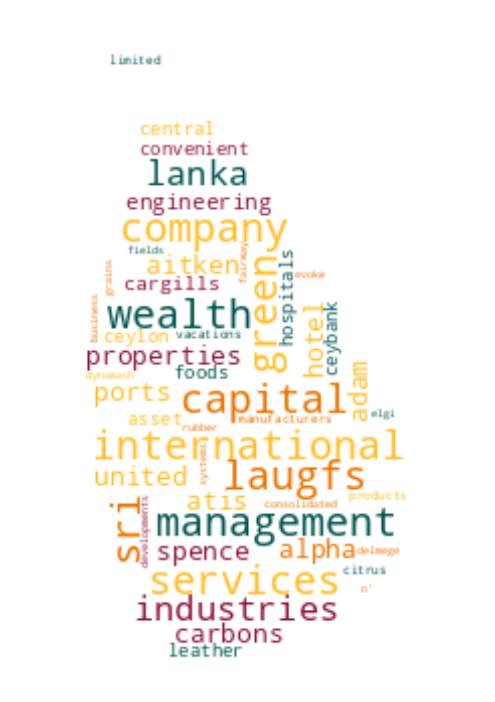 limited
central
convenient
lanka
engineering
company
fields
aitken
fairway
green
hospitals
evoke
grains
cargills
business
wealth
hotel
ceybank
ceylon
vacations
properties
foods
dynawash
ports
capital
adam
elgi
asset
manufacturers
rubber
international
united
systems
laugfs
atis
consolidated
products
sri
developments
management
spence
alpha
delmege
citrus
services
n'
industries
carbons
leather